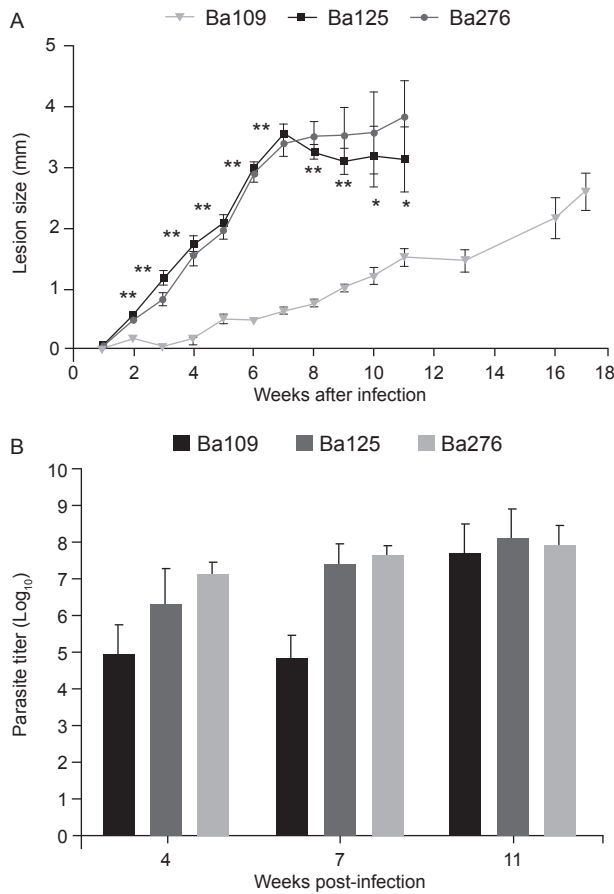 A
Ba109 Ba125 Ba276
5
4
3
2
1
0
Lesion size (mm)
** ** ** ** ** ** ** ** * *
0 2 4 6 8 10 12 14 16 18
Weeks after infection
B
Ba109 Ba125 Ba276
10
9
8
7
6
5
4
3
2
1
0
Parasite titer (Log10)
4 7 11
Weeks post-infection